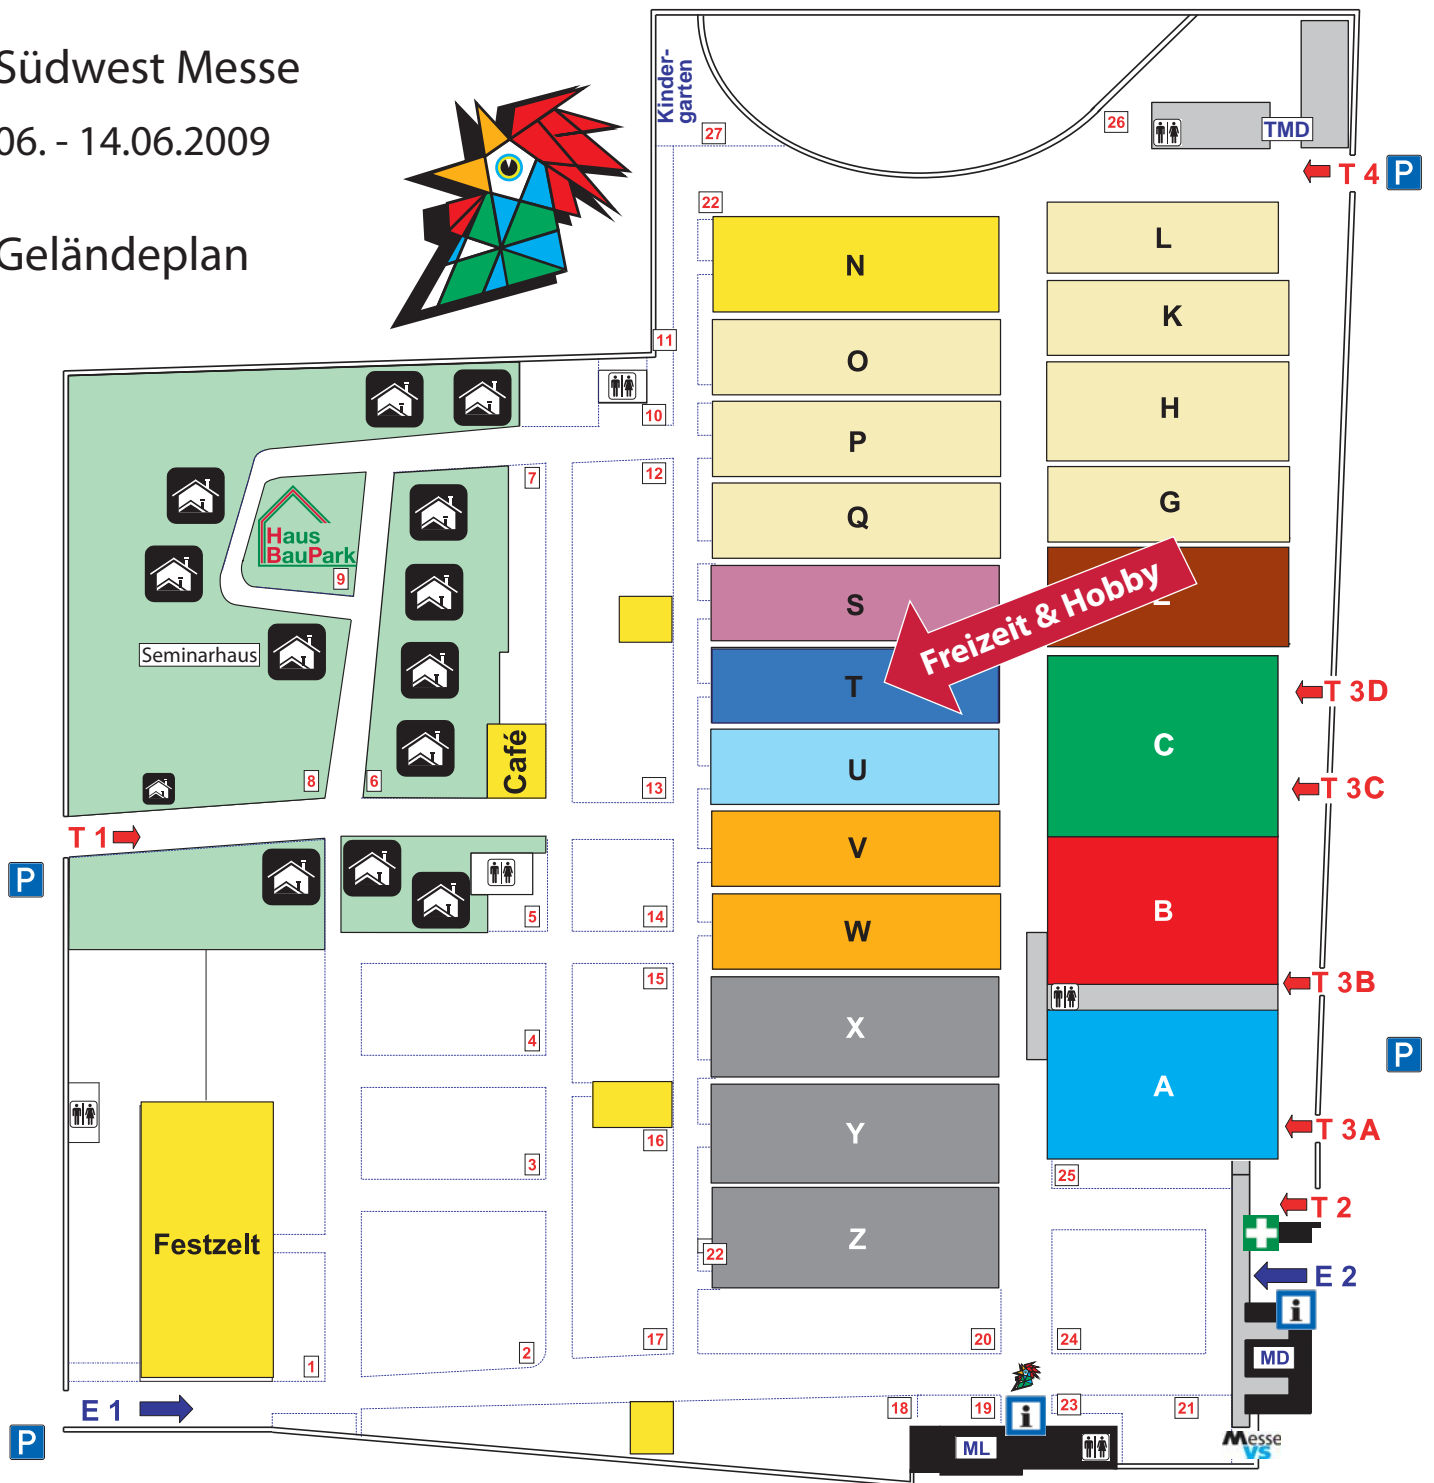 Südwest Messe
06. - 14.06.2009
Geländeplan
Kinder-
garten
27
26
TMD
T 4
P
22
N
L
O
K
11
10
P
H
12
7
Q
G
Haus
BauPark
9
S
Freizeit & Hobby
Seminarhaus
T
T 3D
C
Café
U
8
6
13
T 3C
T 1
V
P
14
5
B
W
15
T 3B
4
X
P
A
Y
T 3A
16
3
25
T 2
Z
22
Festzelt
E 2
i
20
24
17
2
1
MD
E 1
18
19
i
23
21
P
ML
Messe
VS